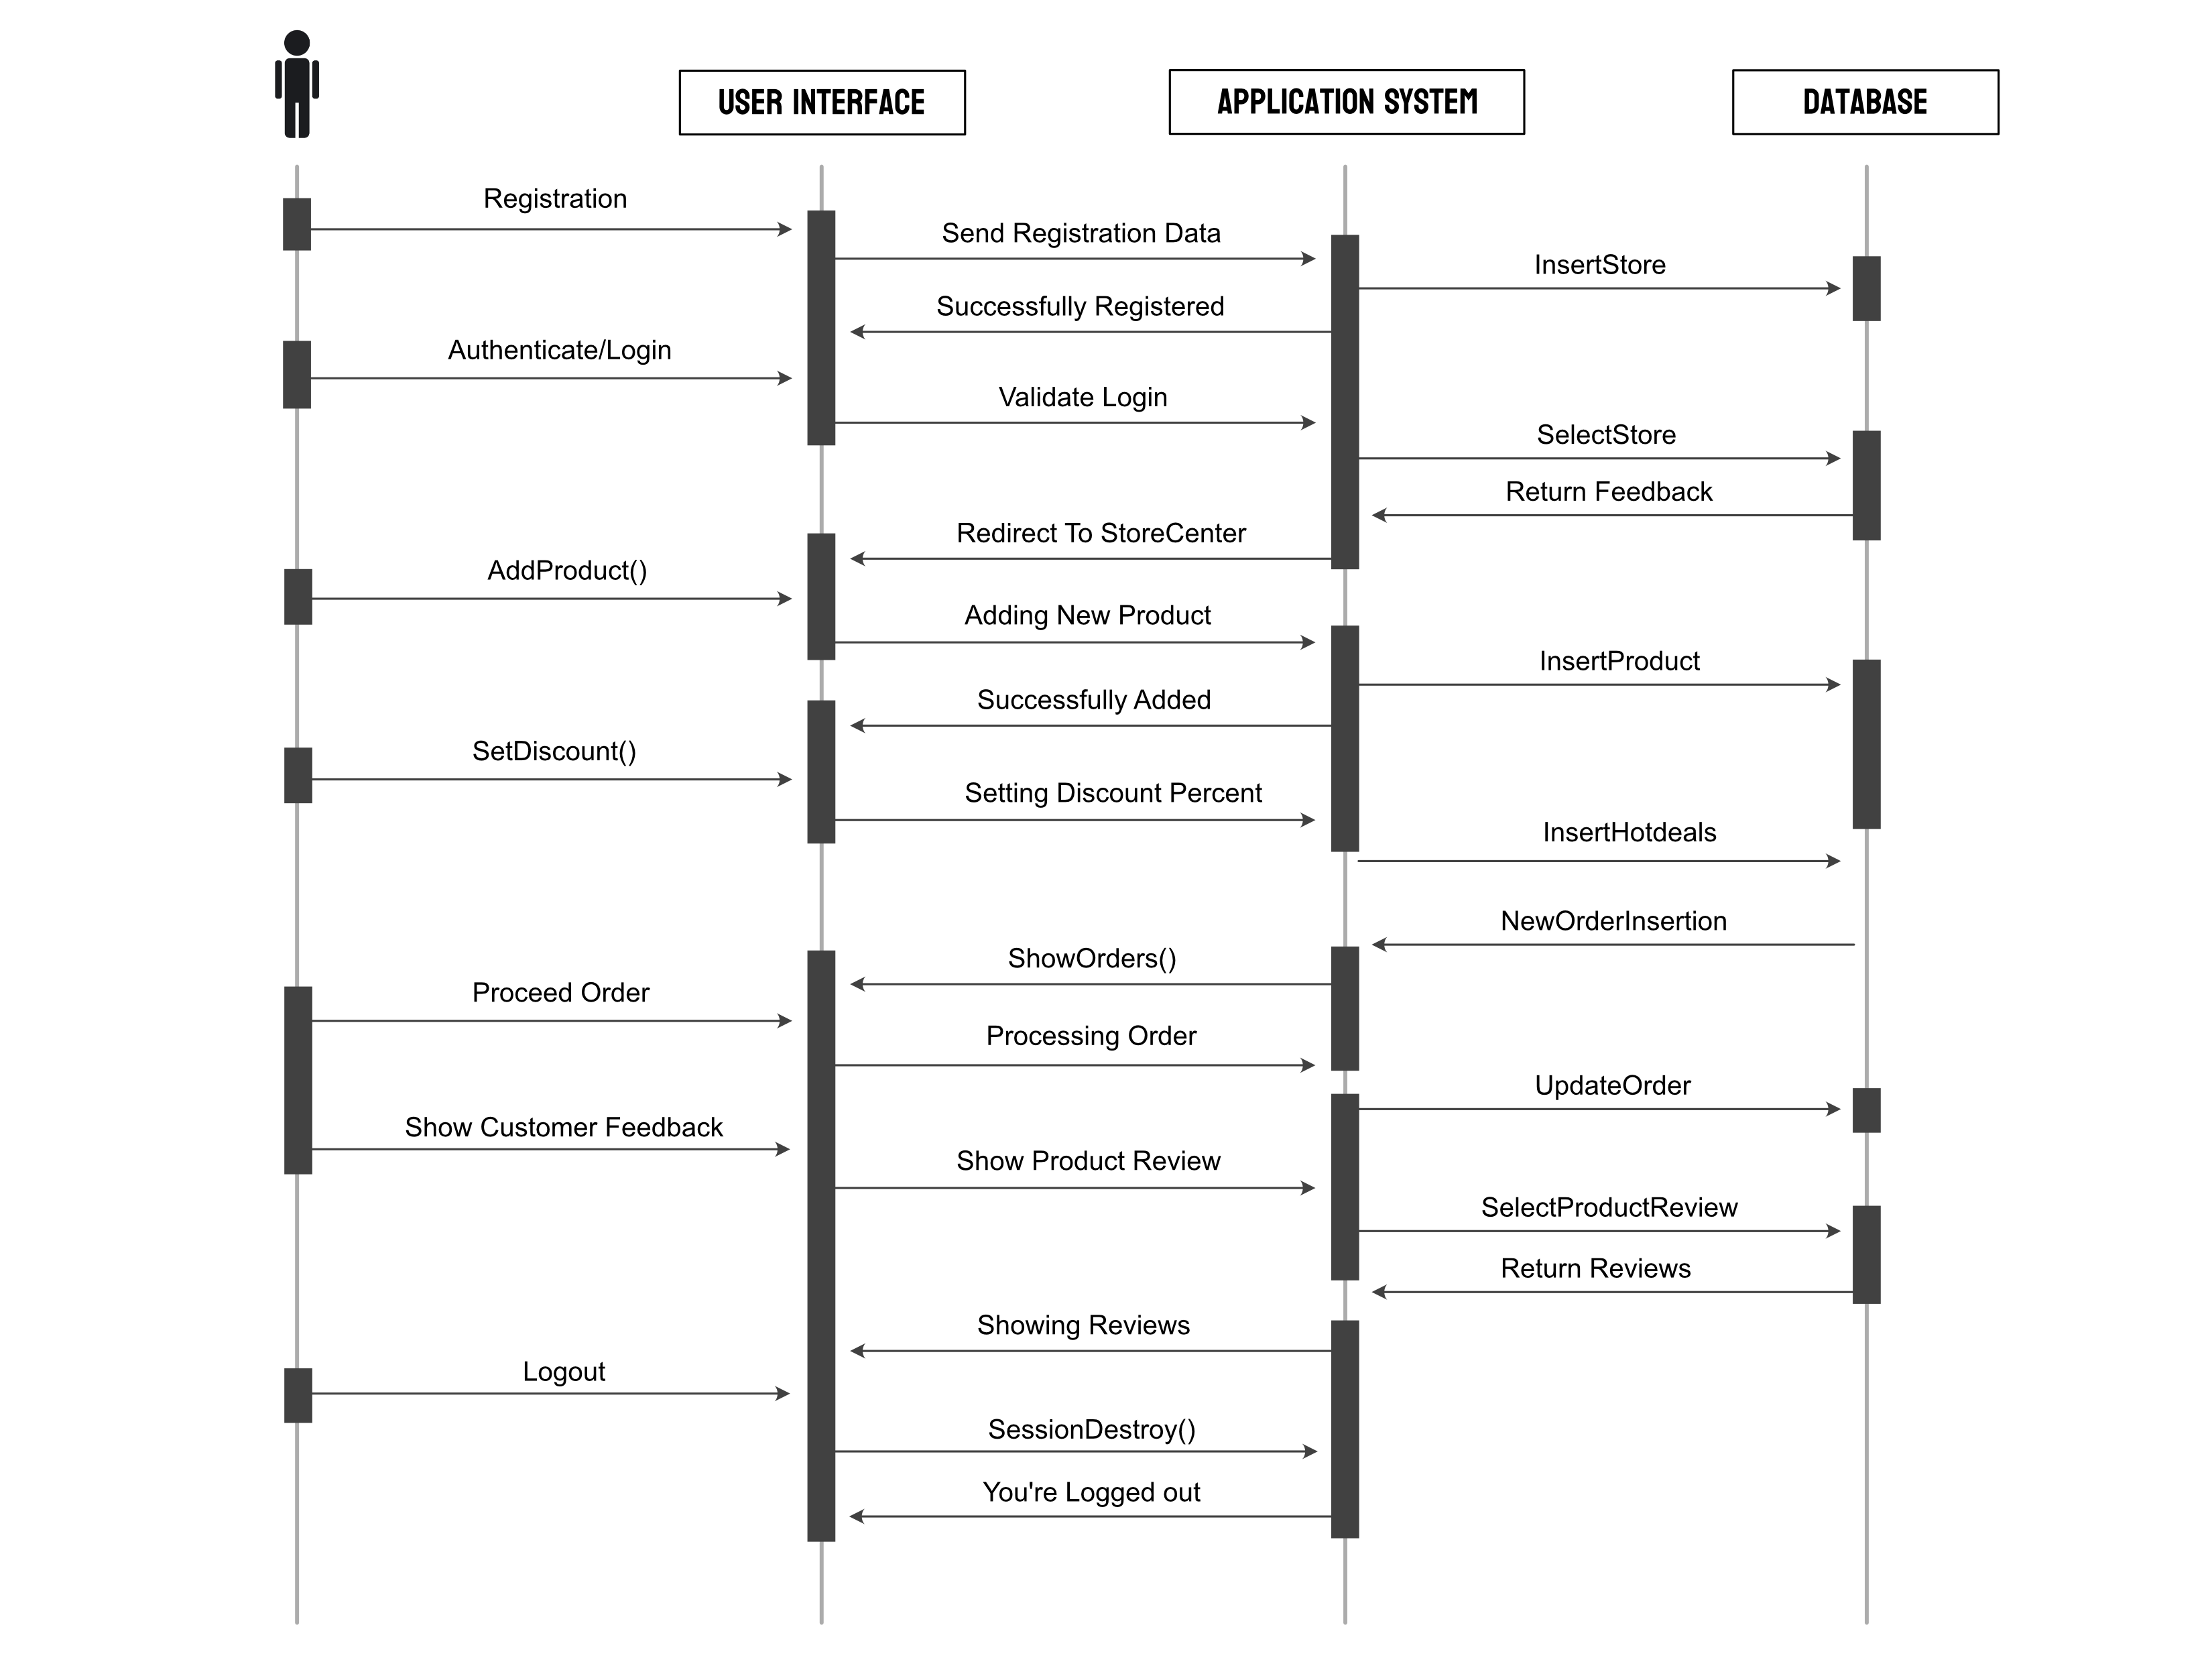 USER INTERFACE
APPLICATION SYSTEM
DATABASE
Registration
Send Registration Data
InsertStore
Successfully Registered
Authenticate/Login
Validate Login
SelectStore
Return Feedback
Redirect To StoreCenter
AddProduct()
Adding New Product
InsertProduct
Successfully Added
SetDiscount()
Setting Discount Percent
InsertHotdeals
NewOrderInsertion
ShowOrders()
Proceed Order
Processing Order
UpdateOrder
Show Customer Feedback
Show Product Review
SelectProductReview
Return Reviews
Showing Reviews
Logout
SessionDestroy()
You're Logged out